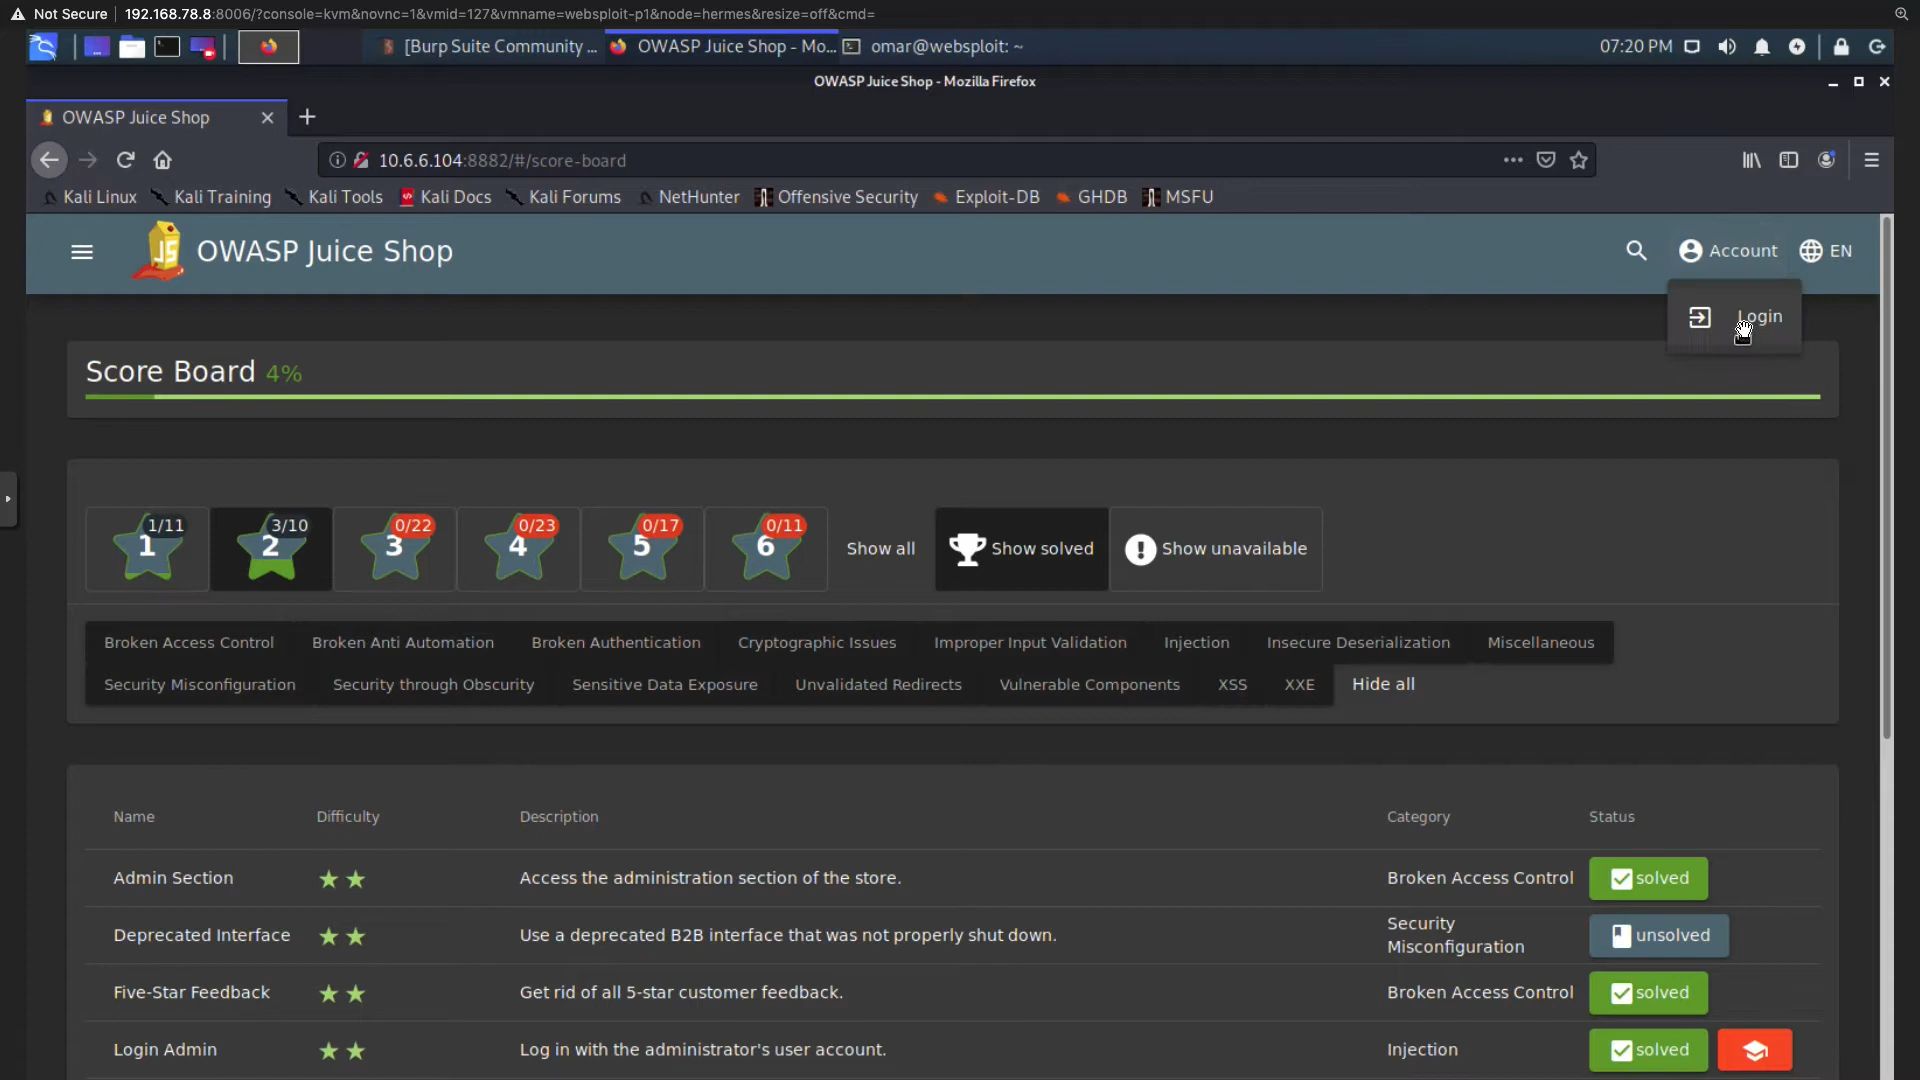 Not Secure 192.168.78.8:8006/?console=kvm&novnc=1&vmid=127&vmname=websploit-p1&node=hermes&resize=off&cmd=
[Burp Suite Community ... OWASP Juice Shop - Mo... omar@websploit: ~ 07:20 PM
OWASP Juice Shop - Mozilla Firefox
OWASP Juice Shop
10.6.6.104:8882/#/score-board
Kali Linux Kali Training Kali Tools Kali Docs Kali Forums NetHunter Offensive Security Exploit-DB GHDB MSFU
JS OWASP Juice Shop Account EN
Login
Score Board 4%
1/11 3/10 0/22 0/23 0/17 0/11
1 2 3 4 5 6 Show all Show solved Show unavailable
Broken Access Control Broken Anti Automation Broken Authentication Cryptographic Issues Improper Input Validation Injection Insecure Deserialization Miscellaneous
Security Misconfiguration Security through Obscurity Sensitive Data Exposure Unvalidated Redirects Vulnerable Components XSS XXE Hide all
Name Difficulty Description Category Status
Admin Section Access the administration section of the store. Broken Access Control solved
Deprecated Interface Use a deprecated B2B interface that was not properly shut down. Security Misconfiguration unsolved
Five-Star Feedback Get rid of all 5-star customer feedback. Broken Access Control solved
Login Admin Log in with the administrator's user account. Injection solved